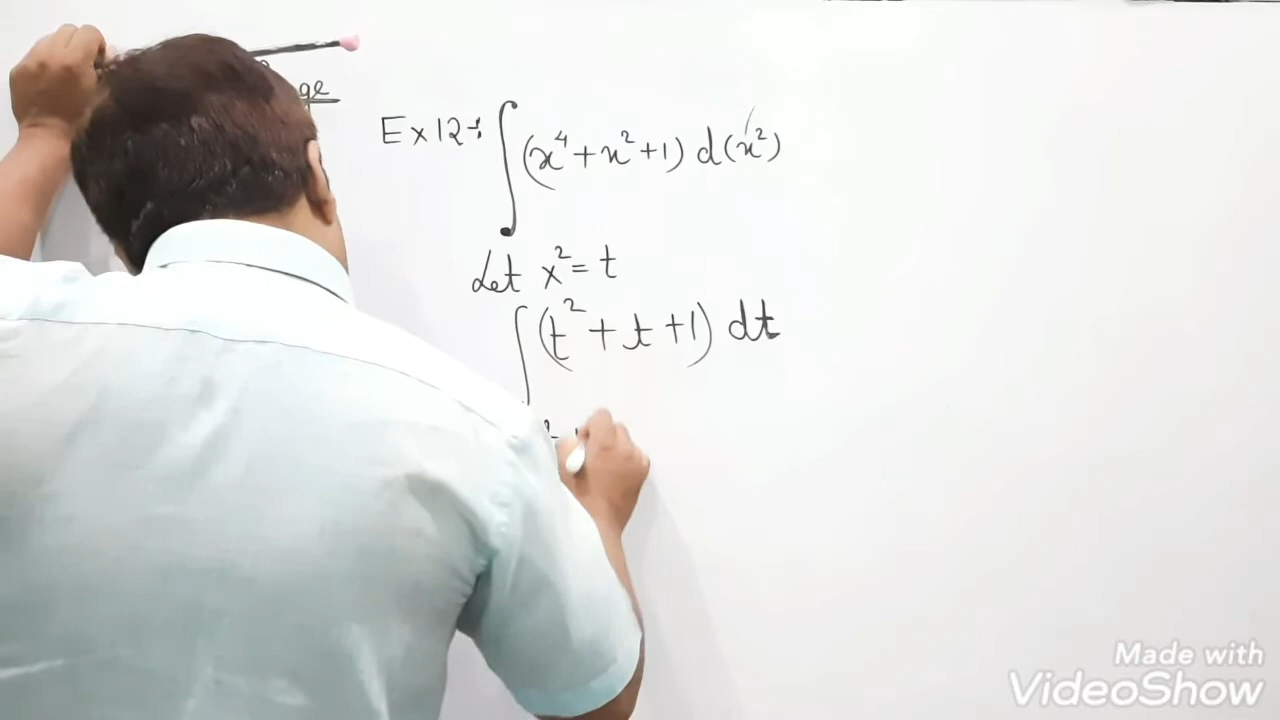 Ex 12: ∫(x⁴+x²+1) d(x²)
Let x² = t
∫(t² + t + 1) dt
Made with
VideoShow